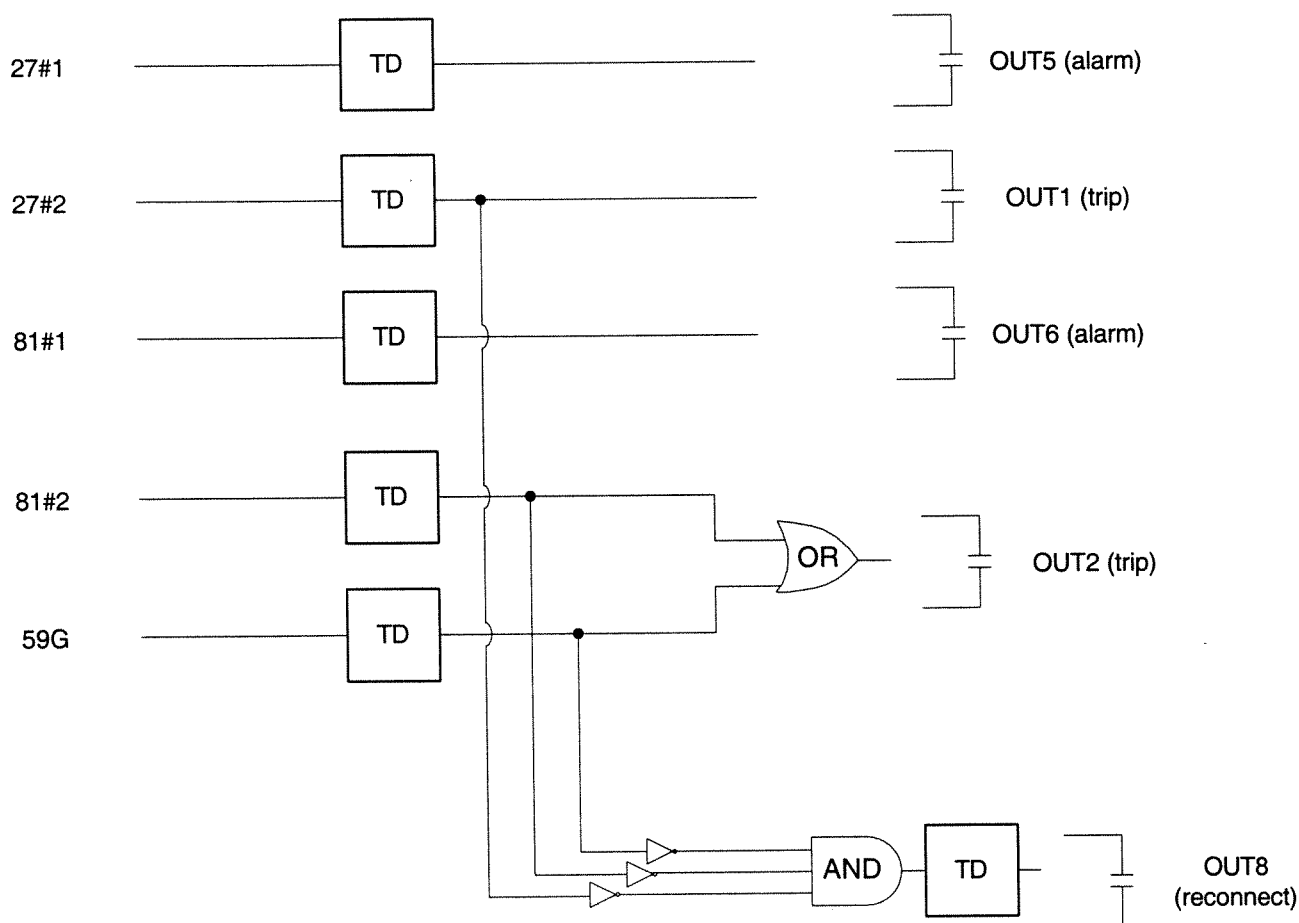 27#1
TD
OUT5 (alarm)
27#2
TD
OUT1 (trip)
81#1
TD
OUT6 (alarm)
81#2
TD
OR
OUT2 (trip)
59G
TD
AND
TD
OUT8
(reconnect)